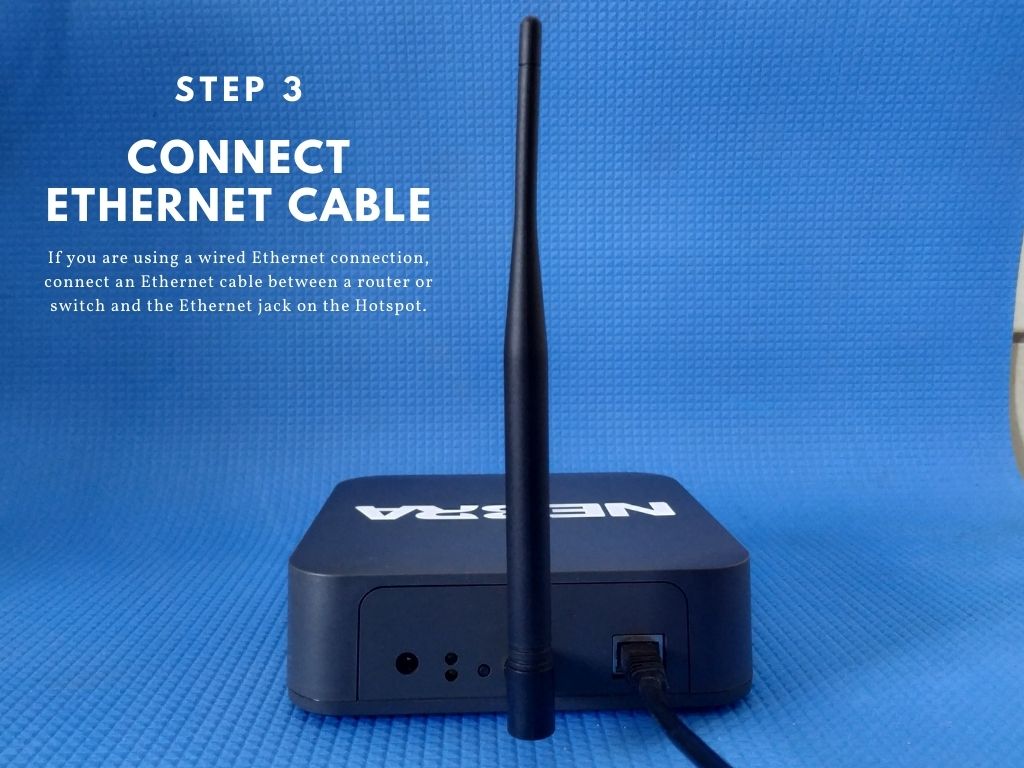 STEP 3
CONNECT
ETHERNET CABLE
If you are using a wired Ethernet connection,
connect an Ethernet cable between a router or
switch and the Ethernet jack on the Hotspot.
NEBRA